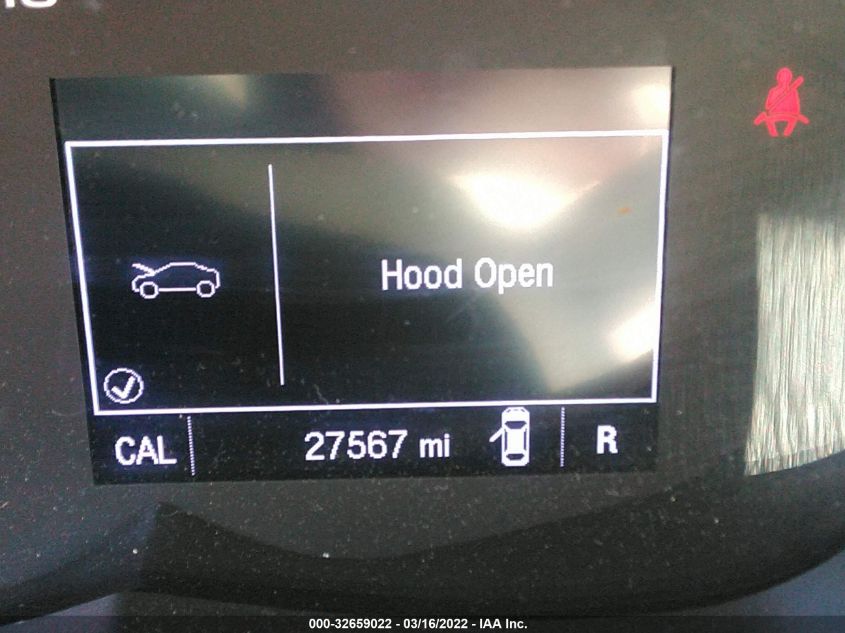 Hood Open
CAL 27567 mi R
000-32659022 - 03/16/2022 - IAA Inc.